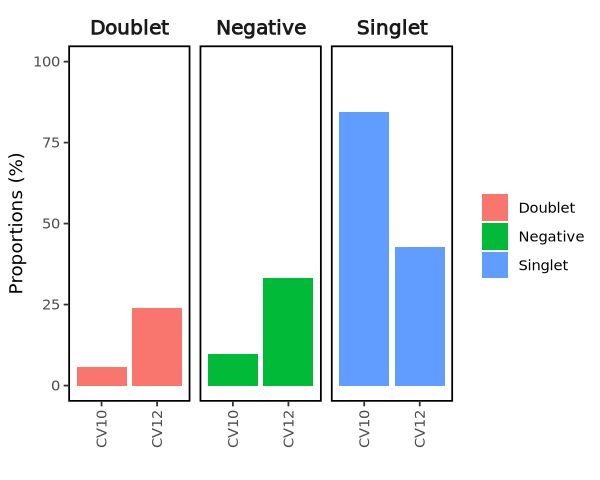 Doublet Negative Singlet
Proportions (%)
100
75
50
25
0
CV10 CV12 CV10 CV12 CV10 CV12
Doublet
Negative
Singlet